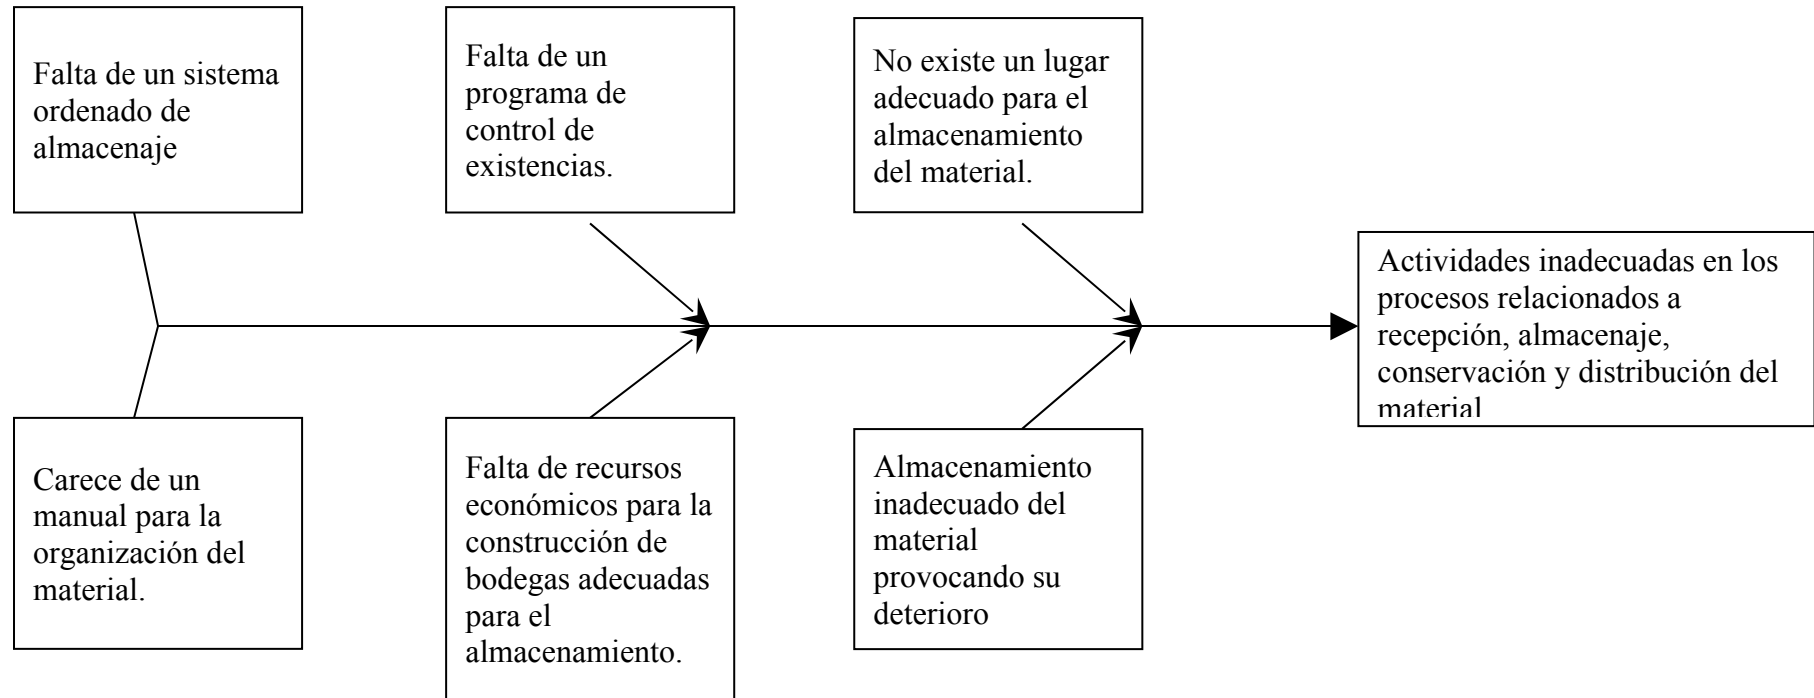 Falta de un sistema
ordenado de
almacenaje
Falta de un
programa de
control de
existencias.
No existe un lugar
adecuado para el
almacenamiento
del material.
Actividades inadecuadas en los
procesos relacionados a
recepción, almacenaje,
conservación y distribución del
material
Carece de un
manual para la
organización del
material.
Falta de recursos
económicos para la
construcción de
bodegas adecuadas
para el
almacenamiento.
Almacenamiento
inadecuado del
material
provocando su
deterioro